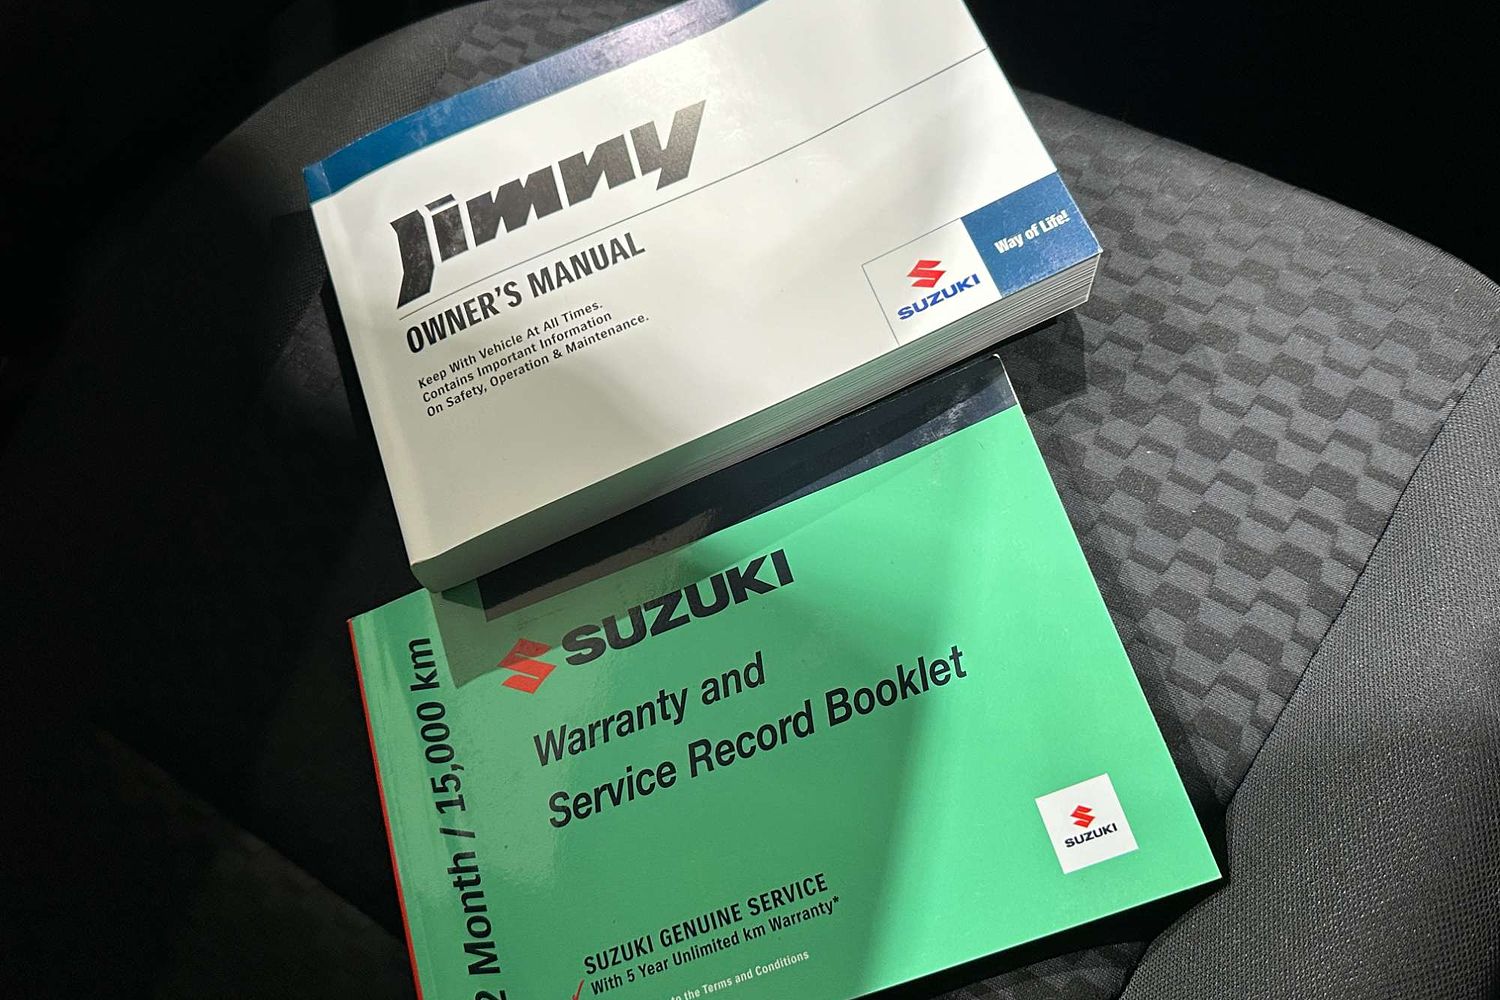 Jimny
OWNER'S MANUAL
Keep With Vehicle At All Times.
Contains Important Information
On Safety, Operation & Maintenance.
SUZUKI
Way of Life!
SUZUKI
Warranty and
Service Record Booklet
2 Month / 15,000 km
SUZUKI
SUZUKI GENUINE SERVICE
With 5 Year Unlimited km Warranty*
to the Terms and Conditions